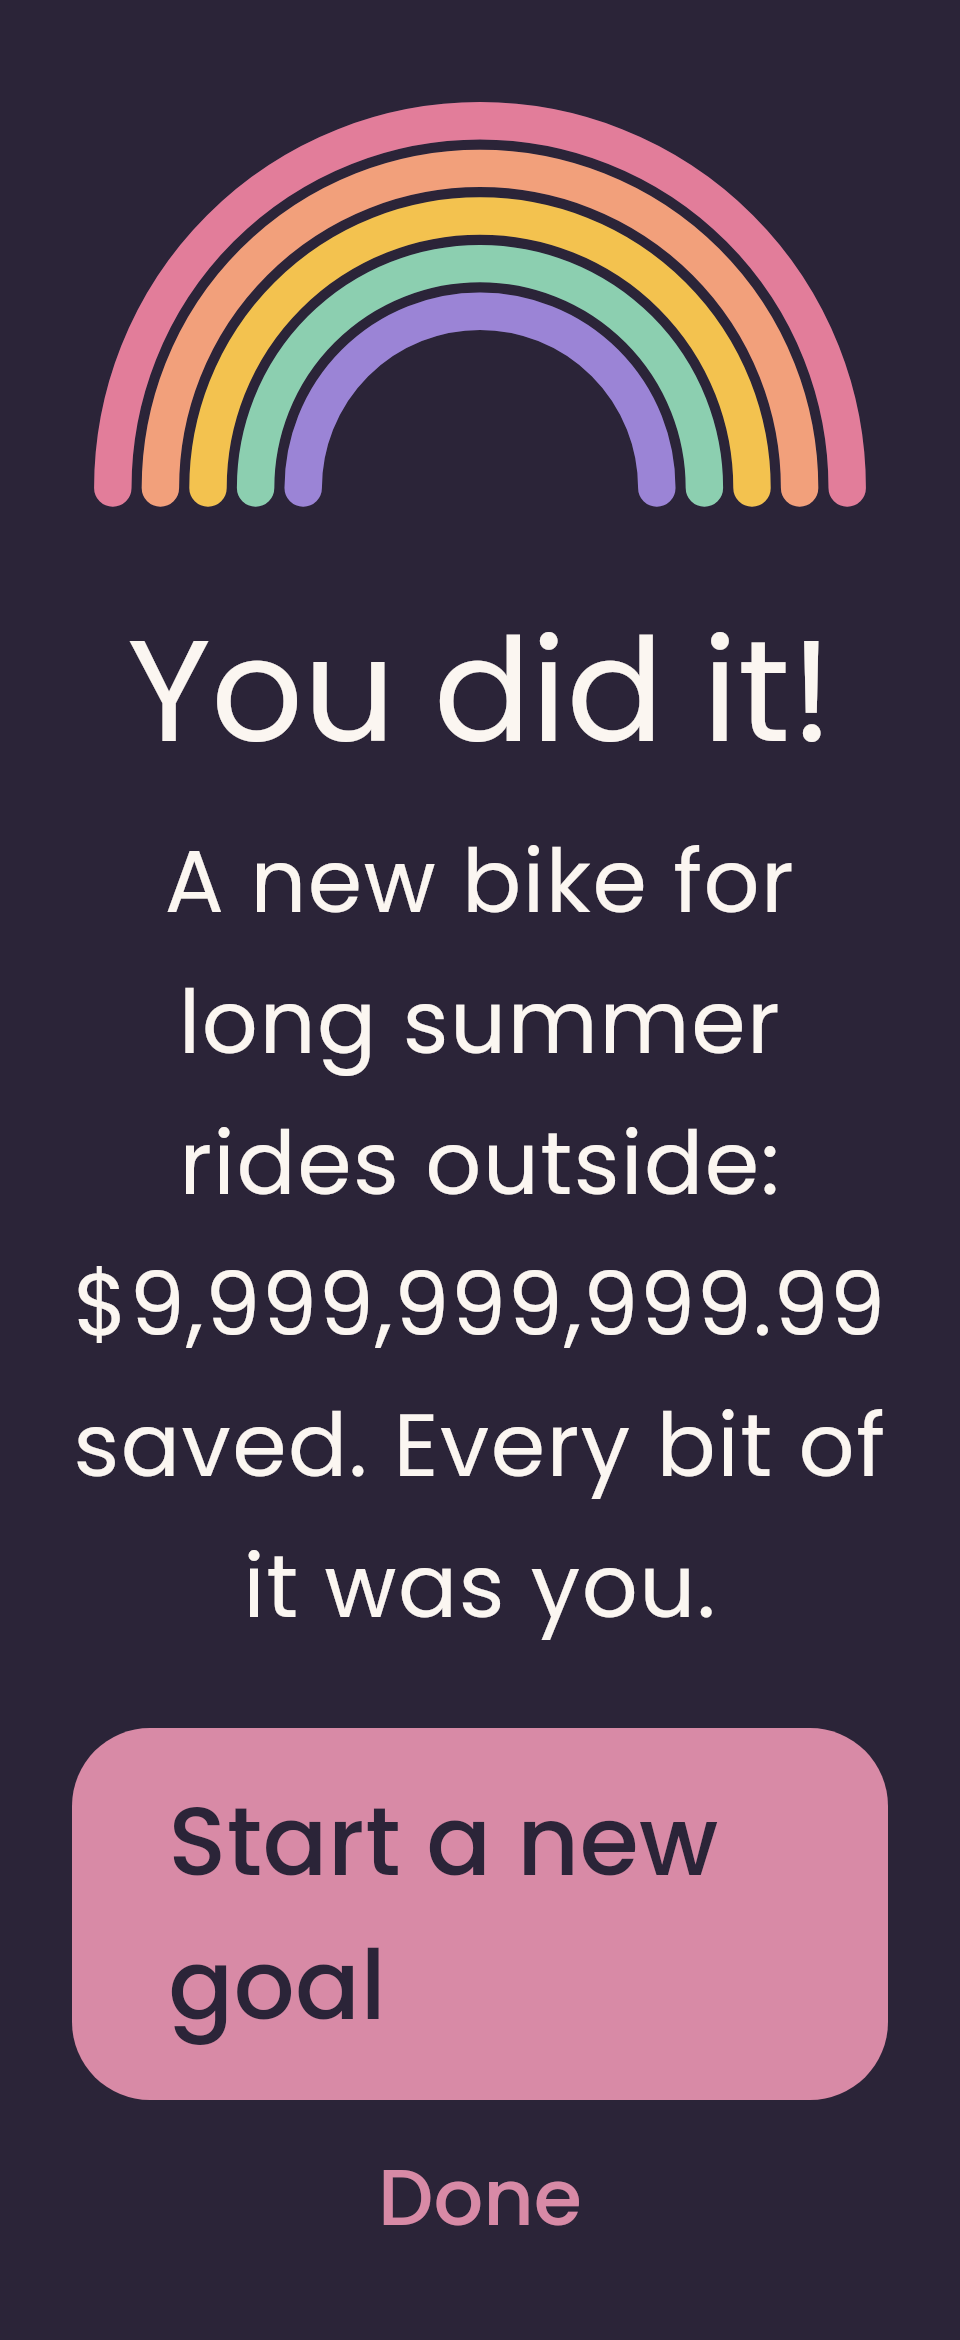 You did it!
A new bike for
long summer
rides outside:
$9,999,999,999.99
saved. Every bit of
it was you.
Start a new
goal
Done